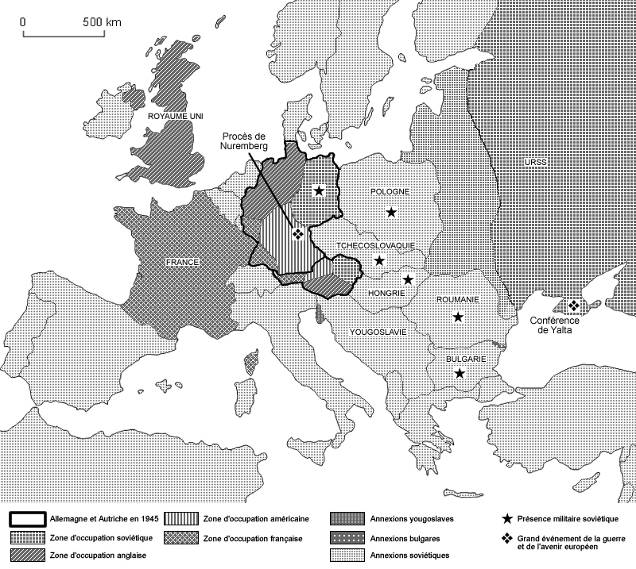 0 500 km
ROYAUME UNI
Procès de
Nuremberg
URSS
POLOGNE
TCHECOSLOVAQUIE
FRANCE
HONGRIE
ROUMANIE
Conférence
de Yalta
YOUGOSLAVIE
BULGARIE
Allemagne et Autriche en 1945
Zone d'occupation américaine
Annexions yougoslaves
Présence militaire soviétique
Zone d'occupation soviétique
Zone d'occupation française
Annexions bulgares
Grand événement de la guerre
et de l'avenir européen
Zone d'occupation anglaise
Annexions soviétiques